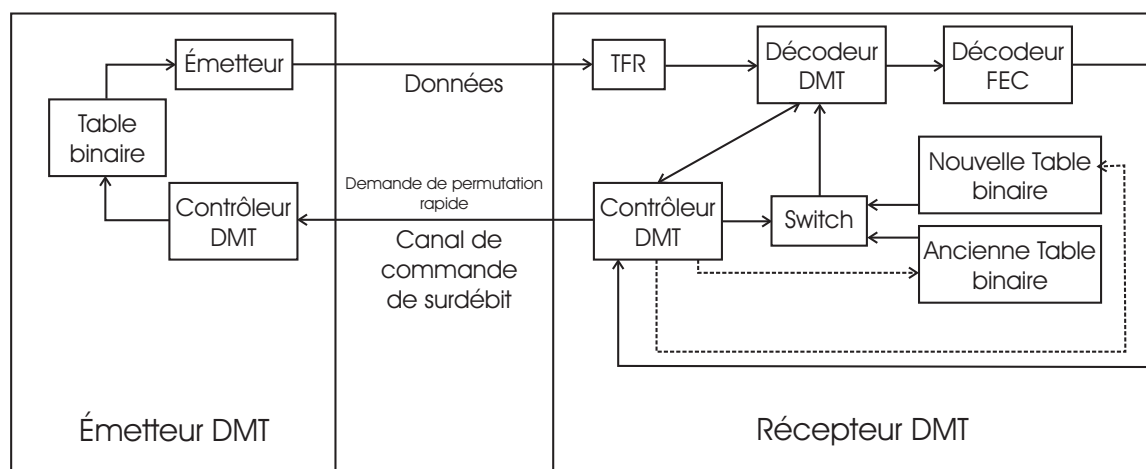 Émetteur
Données
TFR
Décodeur
DMT
Décodeur
FEC
Table
binaire
Contrôleur
DMT
Demande de permutation
rapide
Canal de
commande
de surdébit
Contrôleur
DMT
Switch
Nouvelle Table
binaire
Ancienne Table
binaire
Émetteur DMT
Récepteur DMT